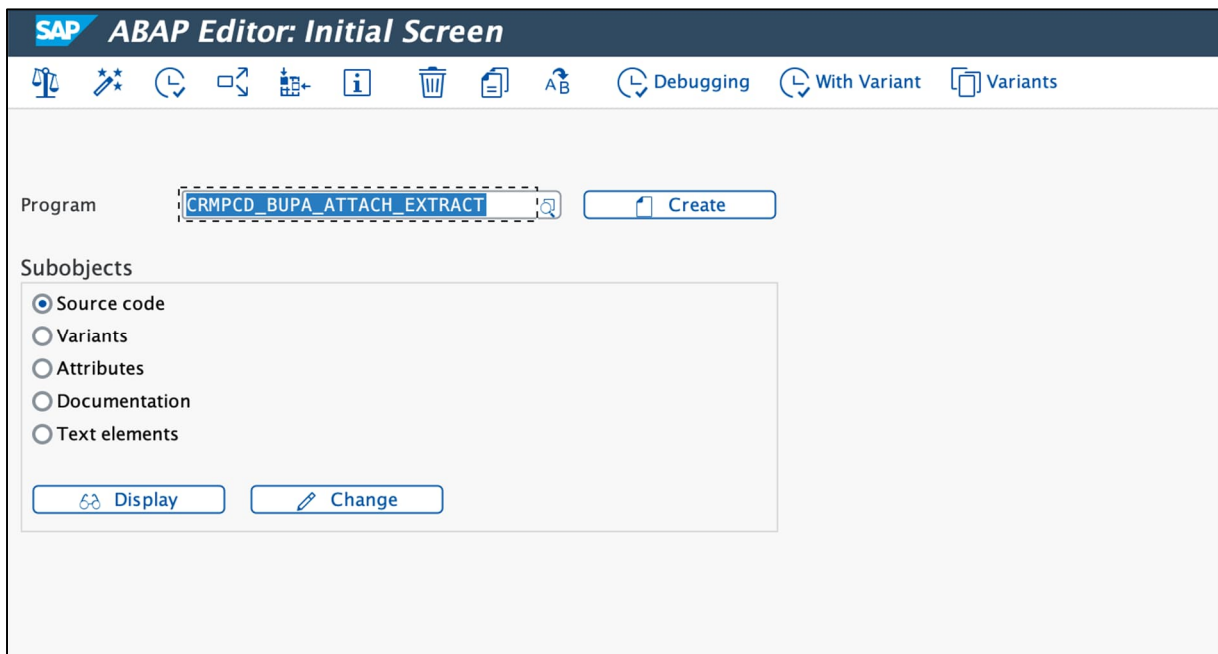 SAP ABAP Editor: Initial Screen
Debugging With Variant Variants
Program CRMPCD_BUPA_ATTACH_EXTRACT Create
Subobjects
Source code
Variants
Attributes
Documentation
Text elements
Display Change